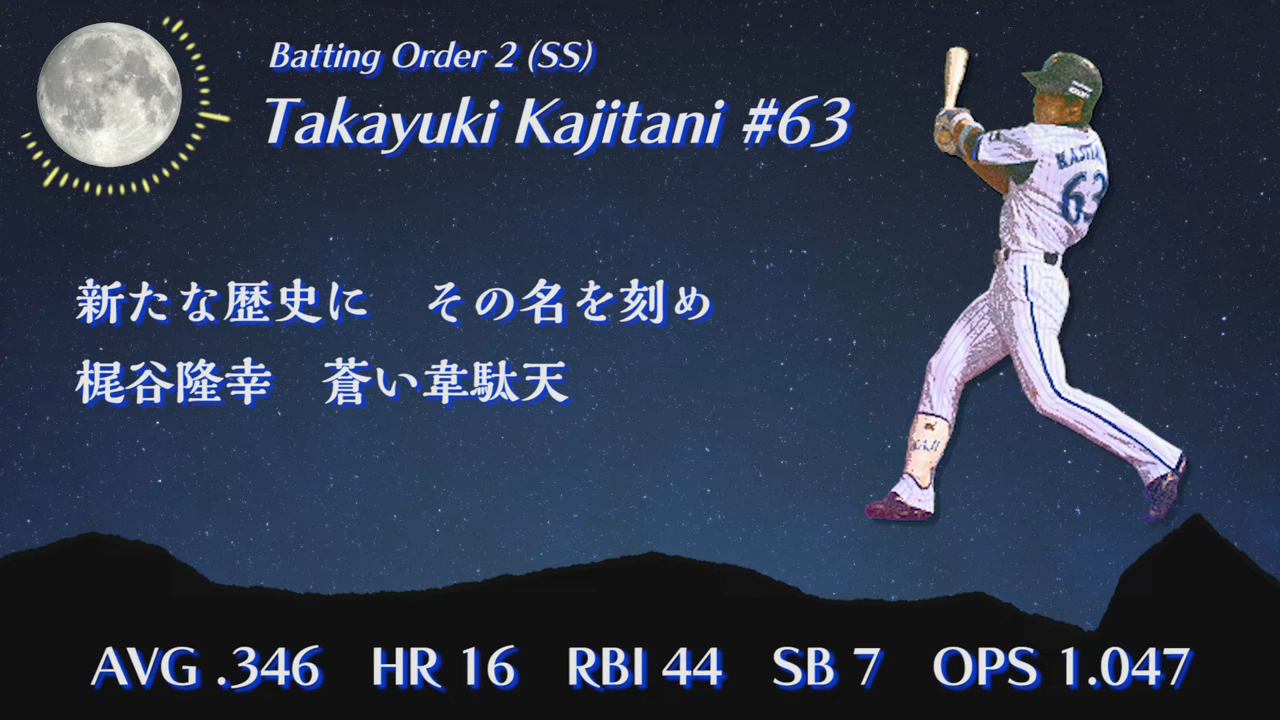 Batting Order 2 (SS)
Takayuki Kajitani #63
新たな歴史に　その名を刻め
梶谷隆幸　蒼い韋駄天
63
AVG .346 HR 16 RBI 44 SB 7 OPS 1.047